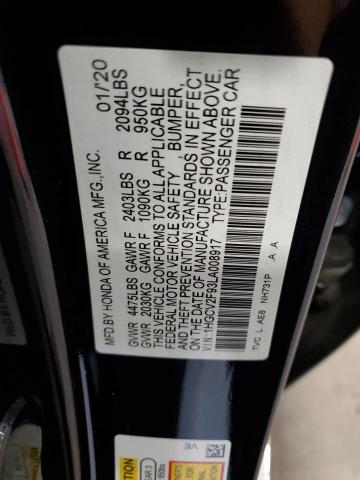 MFD.BY HONDA OF AMERICA MFG.,INC. 01/'20
GVWR 4475LBS GAWR F 2403LBS R 2094LBS
GVWR 2030KG GAWR F 1090KG R 950KG
THIS VEHICLE CONFORMS TO ALL APPLICABLE
FEDERAL MOTOR VEHICLE SAFETY, BUMPER,
AND THEFT PREVENTION STANDARDS IN EFFECT
ON THE DATE OF MANUFACTURE SHOWN ABOVE.
V.I.N:1HGCV2F93LA008917 TYPE:PASSENGER CAR
TVC L AE8 NH731P A A